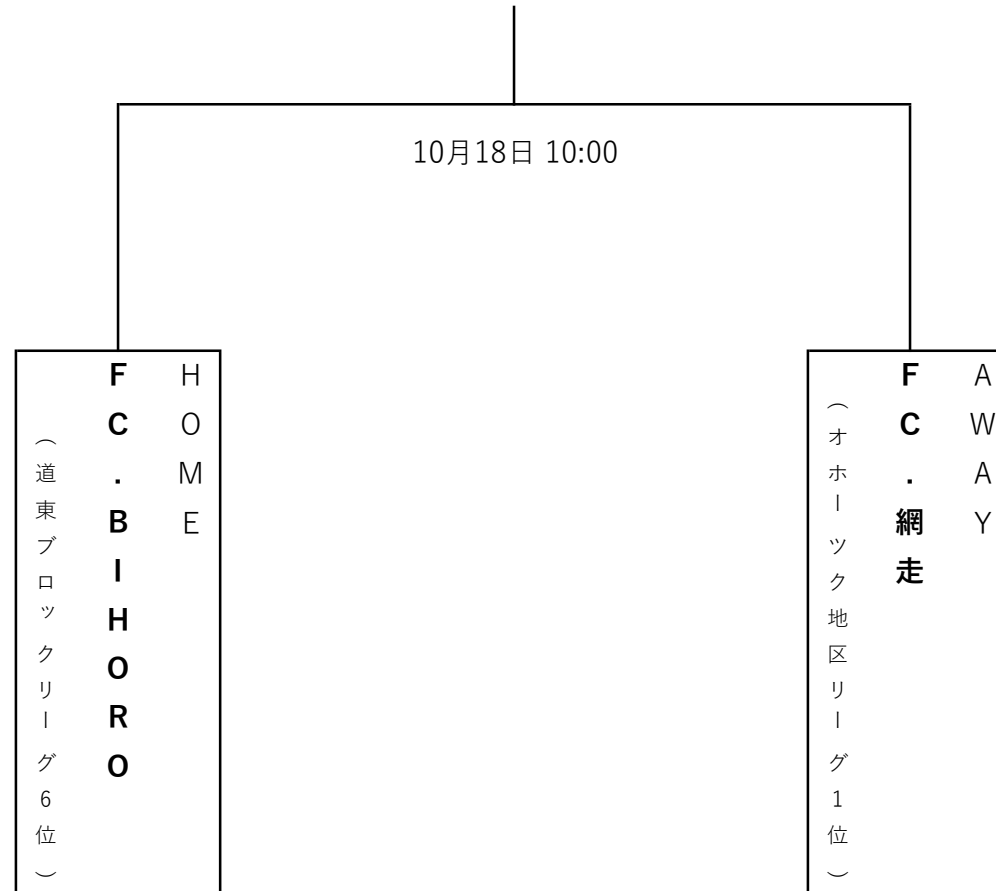 10月18日 10:00
HOME
FC.BIHORO
（道東ブロックリーグ6位）
AWAY
FC.網走
（オホーツク地区リーグ1位）